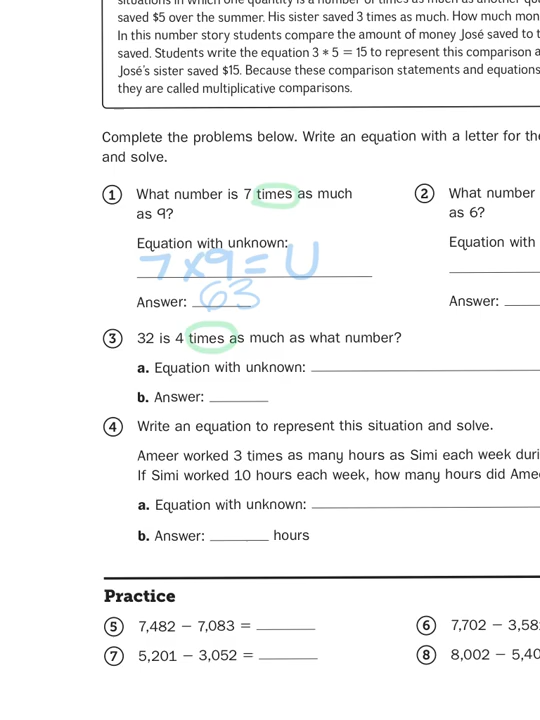 situations in which one quantity is a number of times as much as another
saved $5 over the summer. His sister saved 3 times as much. How much
In this number story students compare the amount of money José saved to
saved. Students write the equation 3 * 5 = 15 to represent this comparison
José's sister saved $15. Because these comparison statements and equations
they are called multiplicative comparisons.
Complete the problems below. Write an equation with a letter for the
and solve.
1 What number is 7 times as much
as 9?
Equation with unknown:
7 x 9 = U
Answer: 63
2 What number
as 6?
Equation with
Answer:
3 32 is 4 times as much as what number?
a. Equation with unknown:
b. Answer:
4 Write an equation to represent this situation and solve.
Ameer worked 3 times as many hours as Simi each week
If Simi worked 10 hours each week, how many hours did
a. Equation with unknown:
b. Answer: hours
Practice
5 7,482 − 7,083 =
6 7,702 − 3,58
7 5,201 − 3,052 =
8 8,002 − 5,40